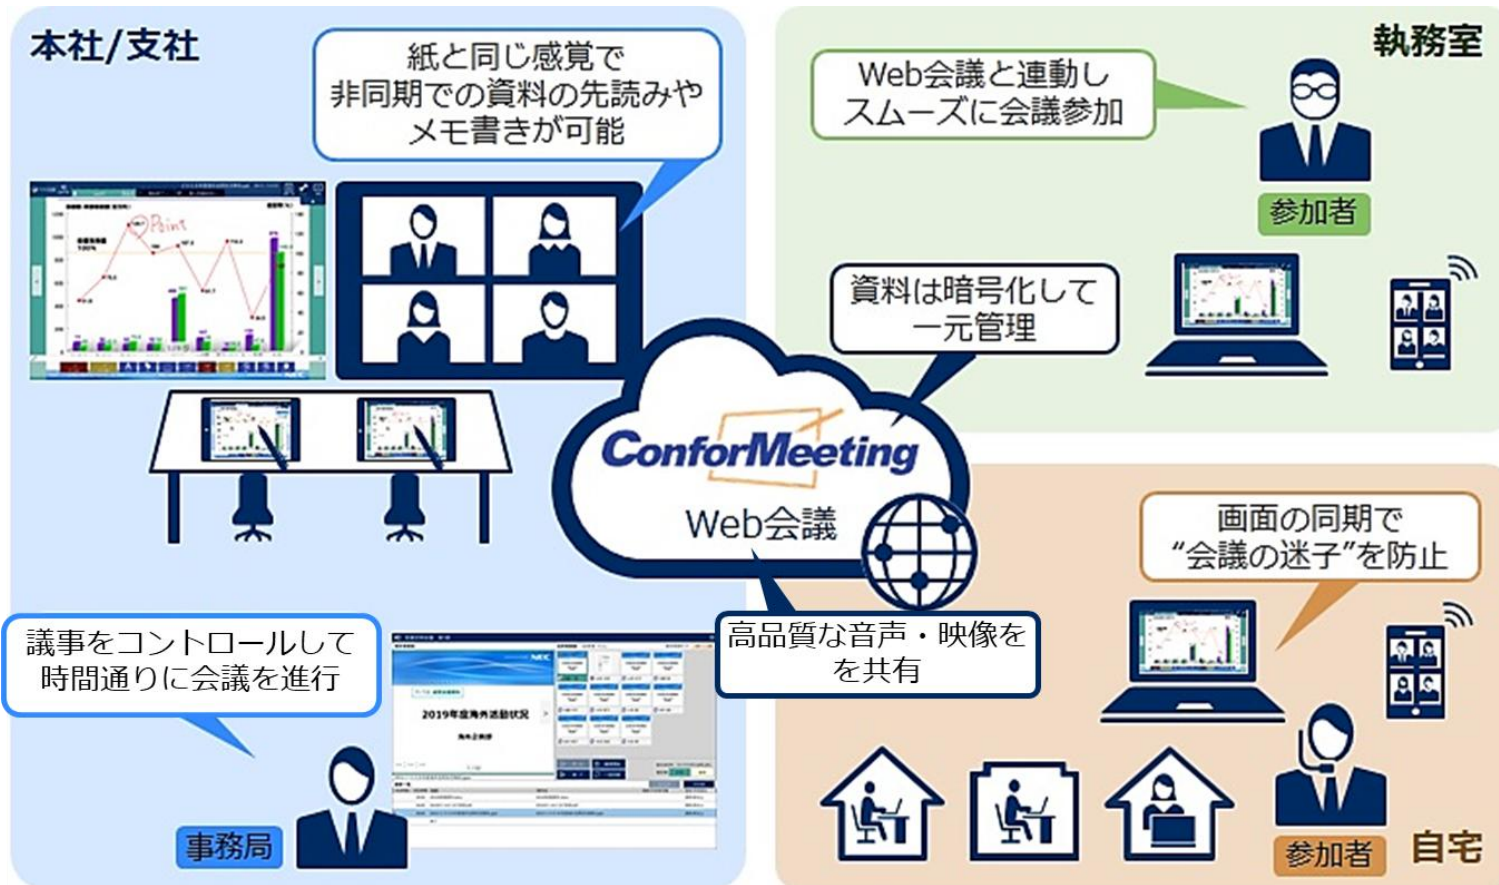 本社/支社
紙と同じ感覚で
非同期での資料の先読みや
メモ書きが可能
Point
執務室
Web会議と連動し
スムーズに会議参加
参加者
資料は暗号化して
一元管理
ConforMeeting
Web会議
高品質な音声・映像を
を共有
画面の同期で
“会議の迷子”を防止
議事をコントロールして
時間通りに会議を進行
NEC
2019年度海外活動状況
海外企画部
事務局
参加者
自宅